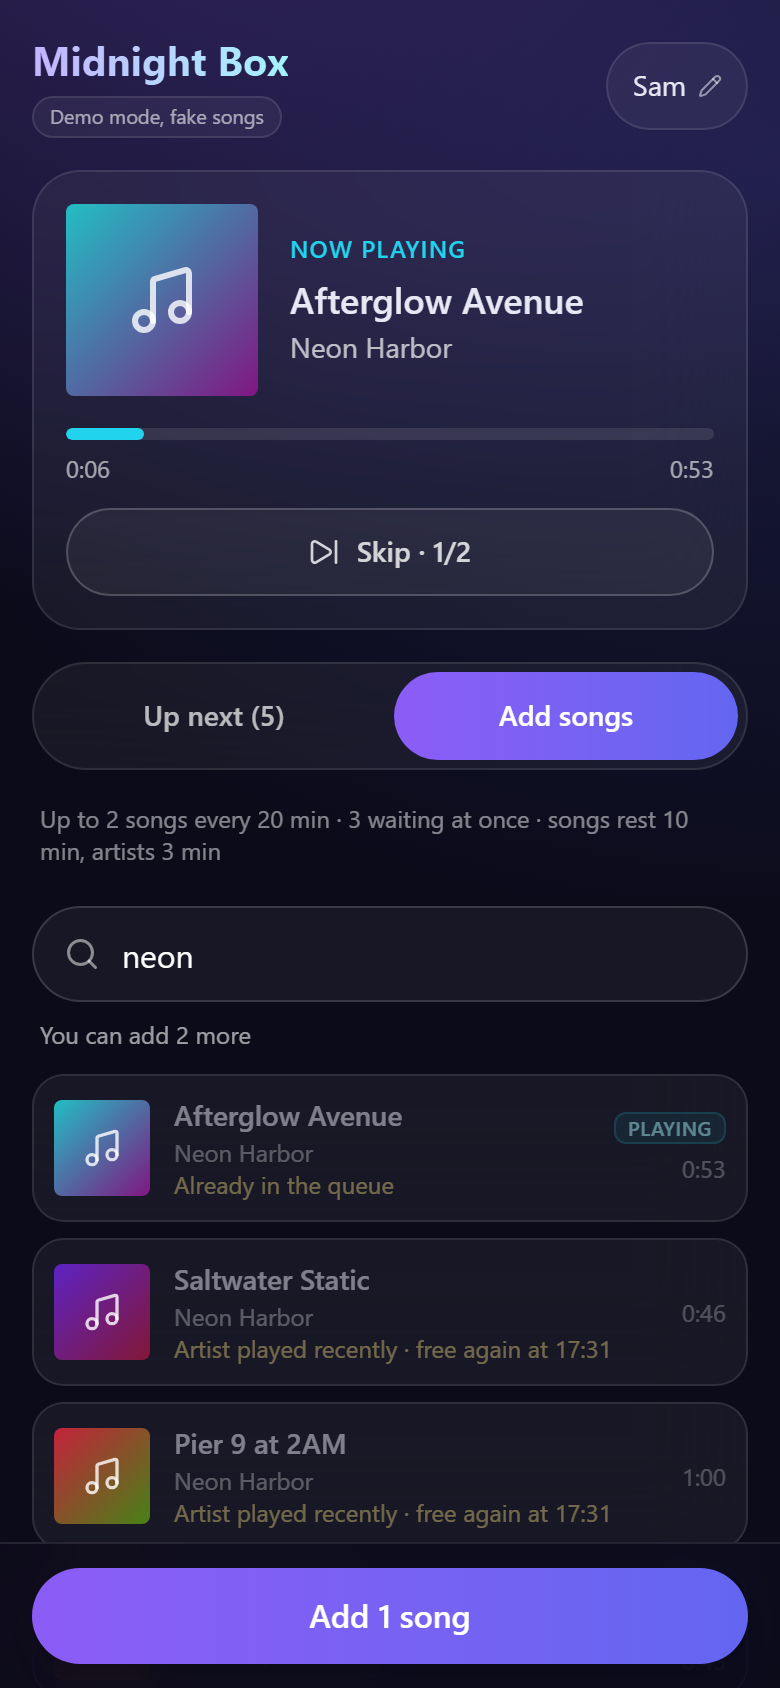 Midnight Box
Demo mode, fake songs
Sam
NOW PLAYING
Afterglow Avenue
Neon Harbor
0:06
0:53
Skip · 1/2
Up next (5)
Add songs
Up to 2 songs every 20 min · 3 waiting at once · songs rest 10
min, artists 3 min
neon
You can add 2 more
Afterglow Avenue
PLAYING
Neon Harbor
0:53
Already in the queue
Saltwater Static
Neon Harbor
0:46
Artist played recently · free again at 17:31
Pier 9 at 2AM
Neon Harbor
1:00
Artist played recently · free again at 17:31
Add 1 song